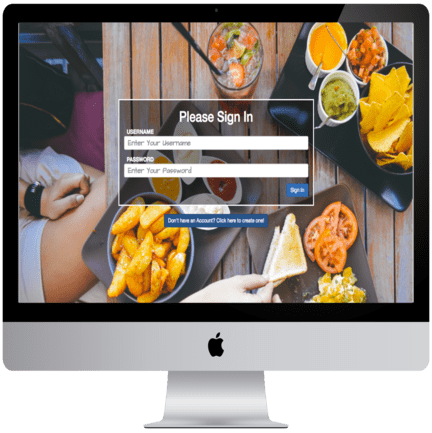 Please Sign In
USERNAME
Enter Your Username
PASSWORD
Enter Your Password
Sign In
Don't have an Account? Click here to create one!